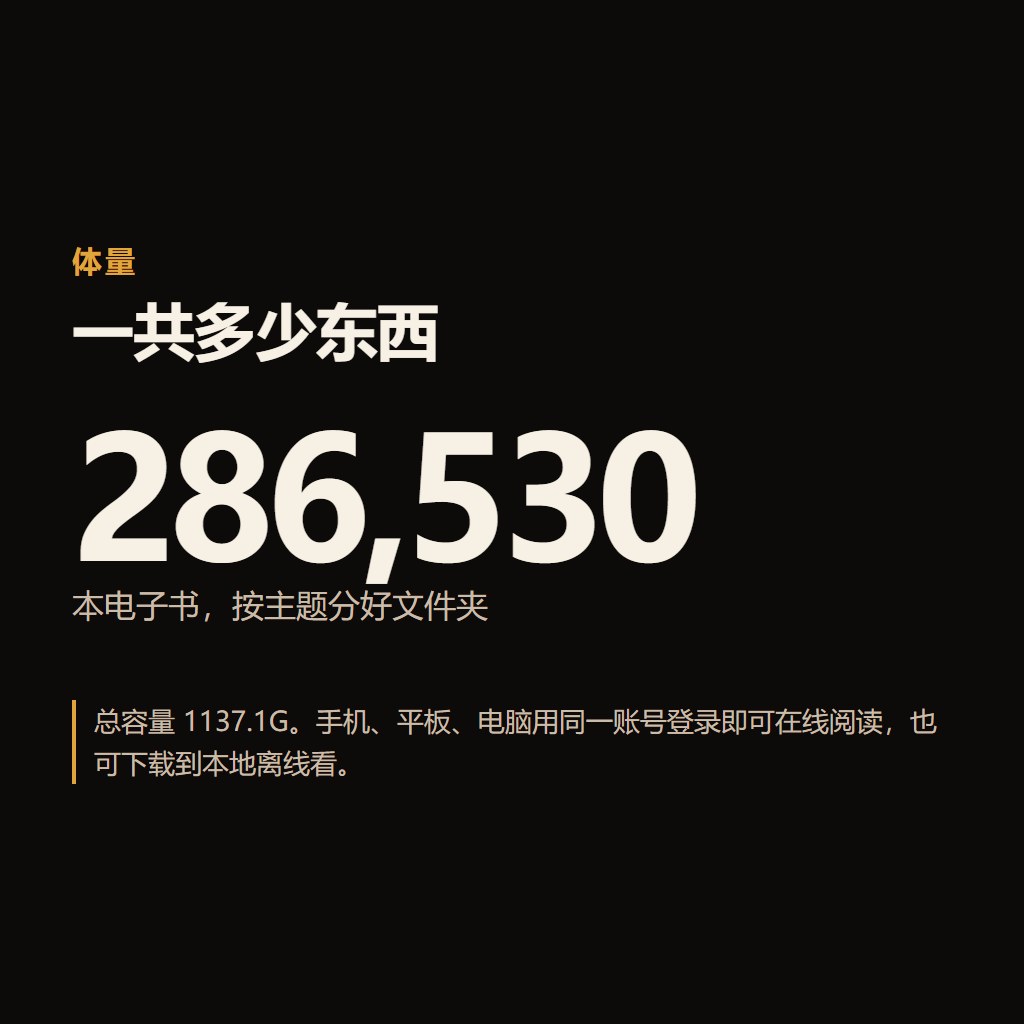 体量
一共多少东西
286,530
本电子书，按主题分好文件夹
总容量 1137.1G。手机、平板、电脑用同一账号登录即可在线阅读，也
可下载到本地离线看。